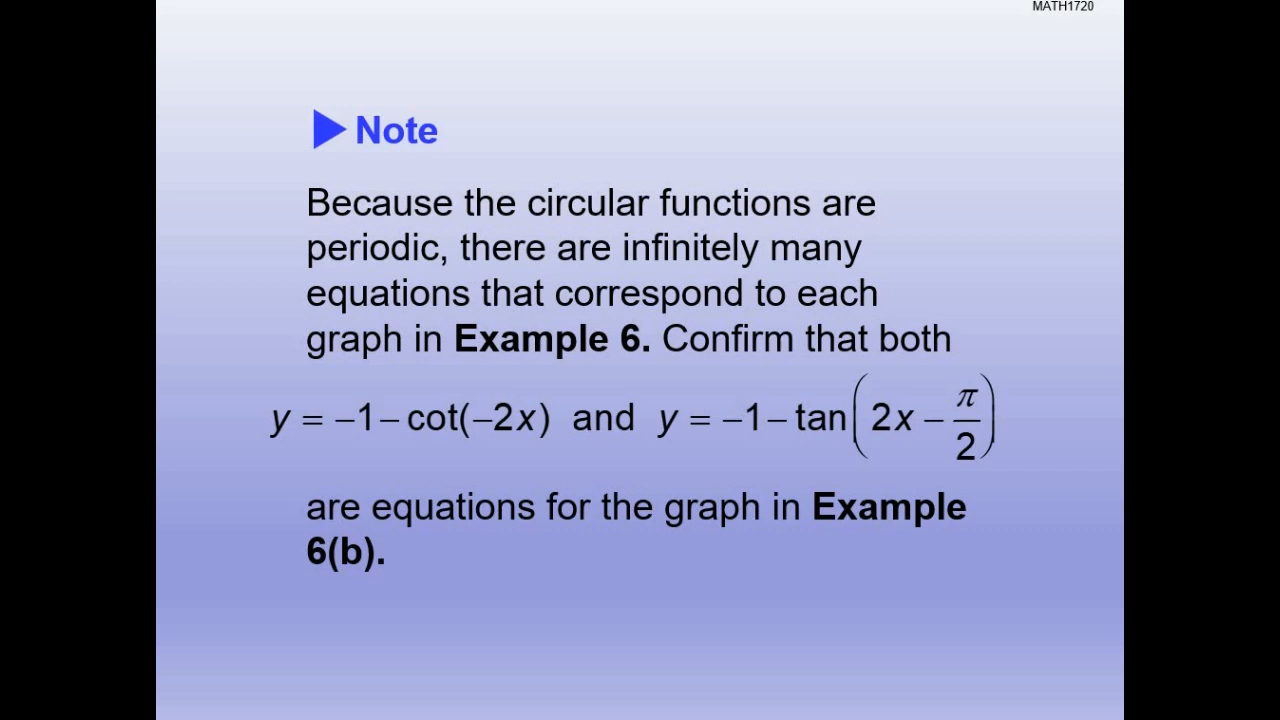 MATH1720
▶ Note
Because the circular functions are
periodic, there are infinitely many
equations that correspond to each
graph in Example 6. Confirm that both
y = −1− cot(−2x) and y = −1− tan(2x − π/2)
are equations for the graph in Example
6(b).